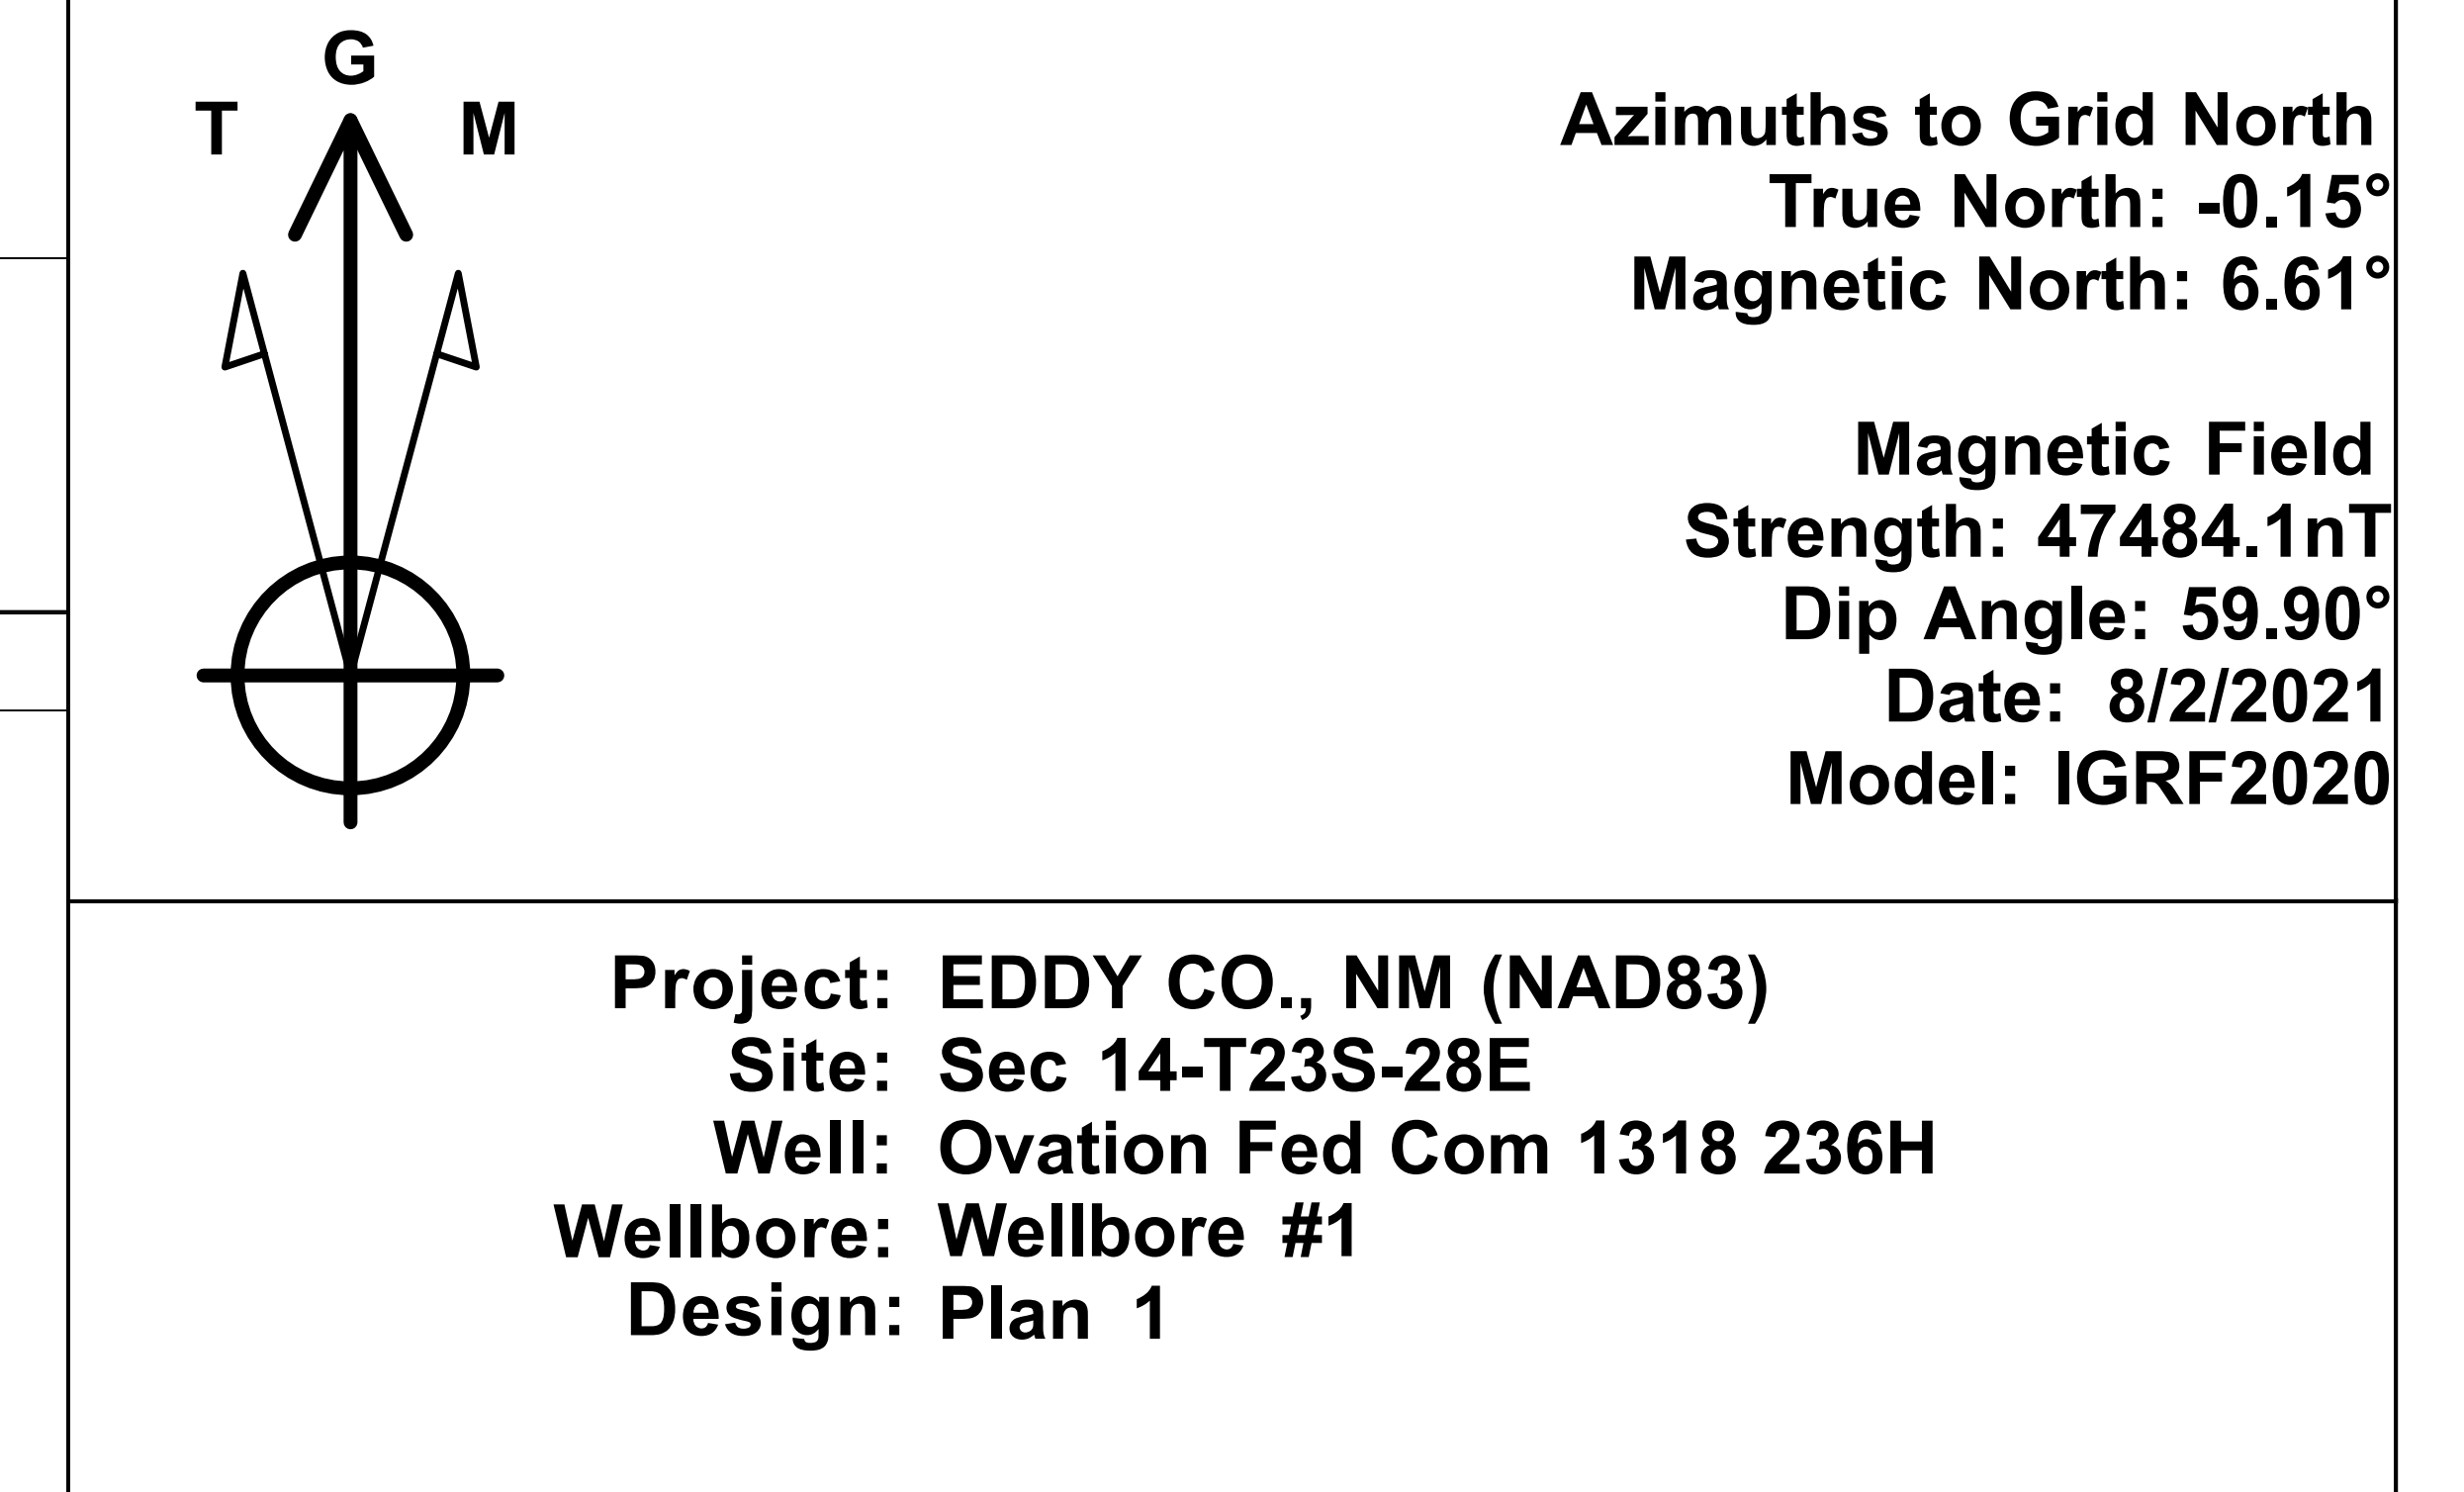 G
T M
Azimuths to Grid North
True North: -0.15°
Magnetic North: 6.61°
Magnetic Field
Strength: 47484.1nT
Dip Angle: 59.90°
Date: 8/2/2021
Model: IGRF2020
Project: EDDY CO., NM (NAD83)
Site: Sec 14-T23S-28E
Well: Ovation Fed Com 1318 236H
Wellbore: Wellbore #1
Design: Plan 1